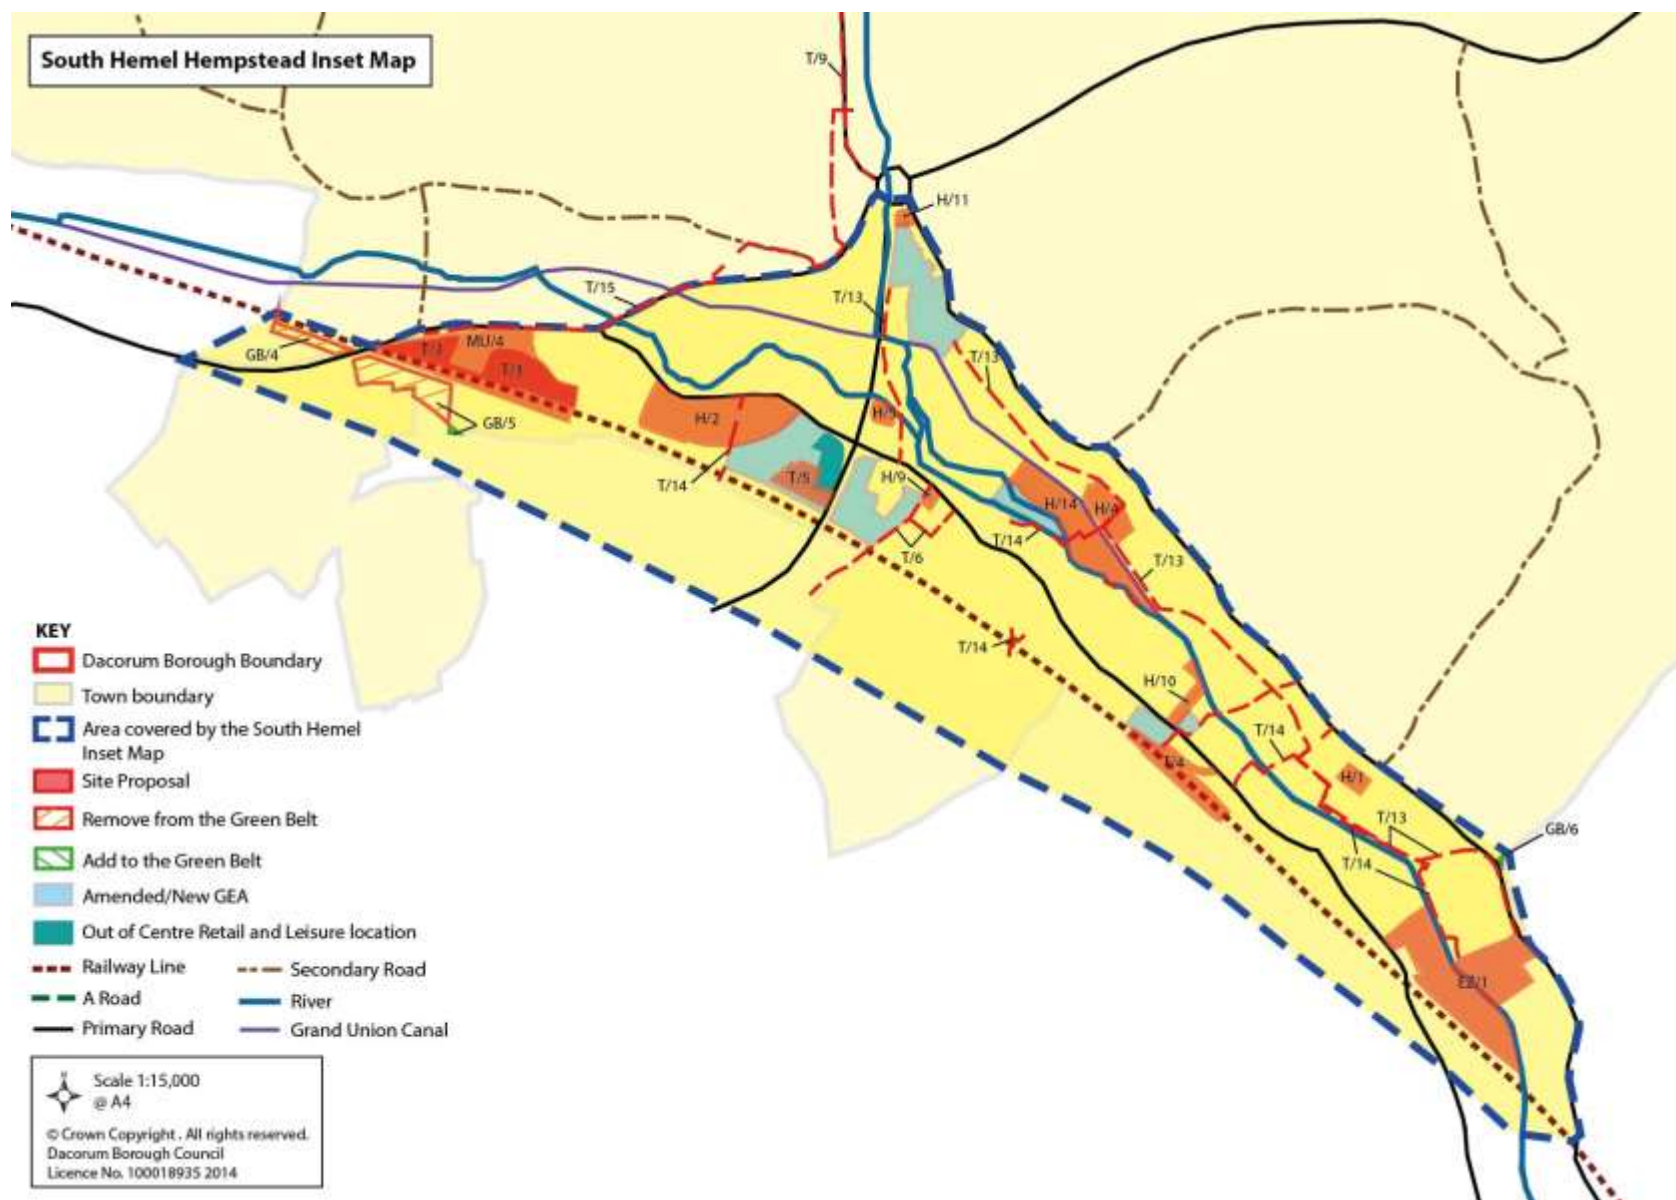 South Hemel Hempstead Inset Map
T/9
H/11
T/15
T/13
GB/4
MU/4
T/13
GB/5
H/2
T/14
T/5
H/9
T/6
T/14
H/14
T/13
T/14
H/10
T/14
H/1
T/13
GB/6
T/14
EZ/1
KEY
Dacorum Borough Boundary
Town boundary
Area covered by the South Hemel
Inset Map
Site Proposal
Remove from the Green Belt
Add to the Green Belt
Amended/New GEA
Out of Centre Retail and Leisure location
Railway Line
Secondary Road
A Road
River
Primary Road
Grand Union Canal
N
Scale 1:15,000
@ A4
© Crown Copyright . All rights reserved.
Dacorum Borough Council
Licence No. 100018935 2014